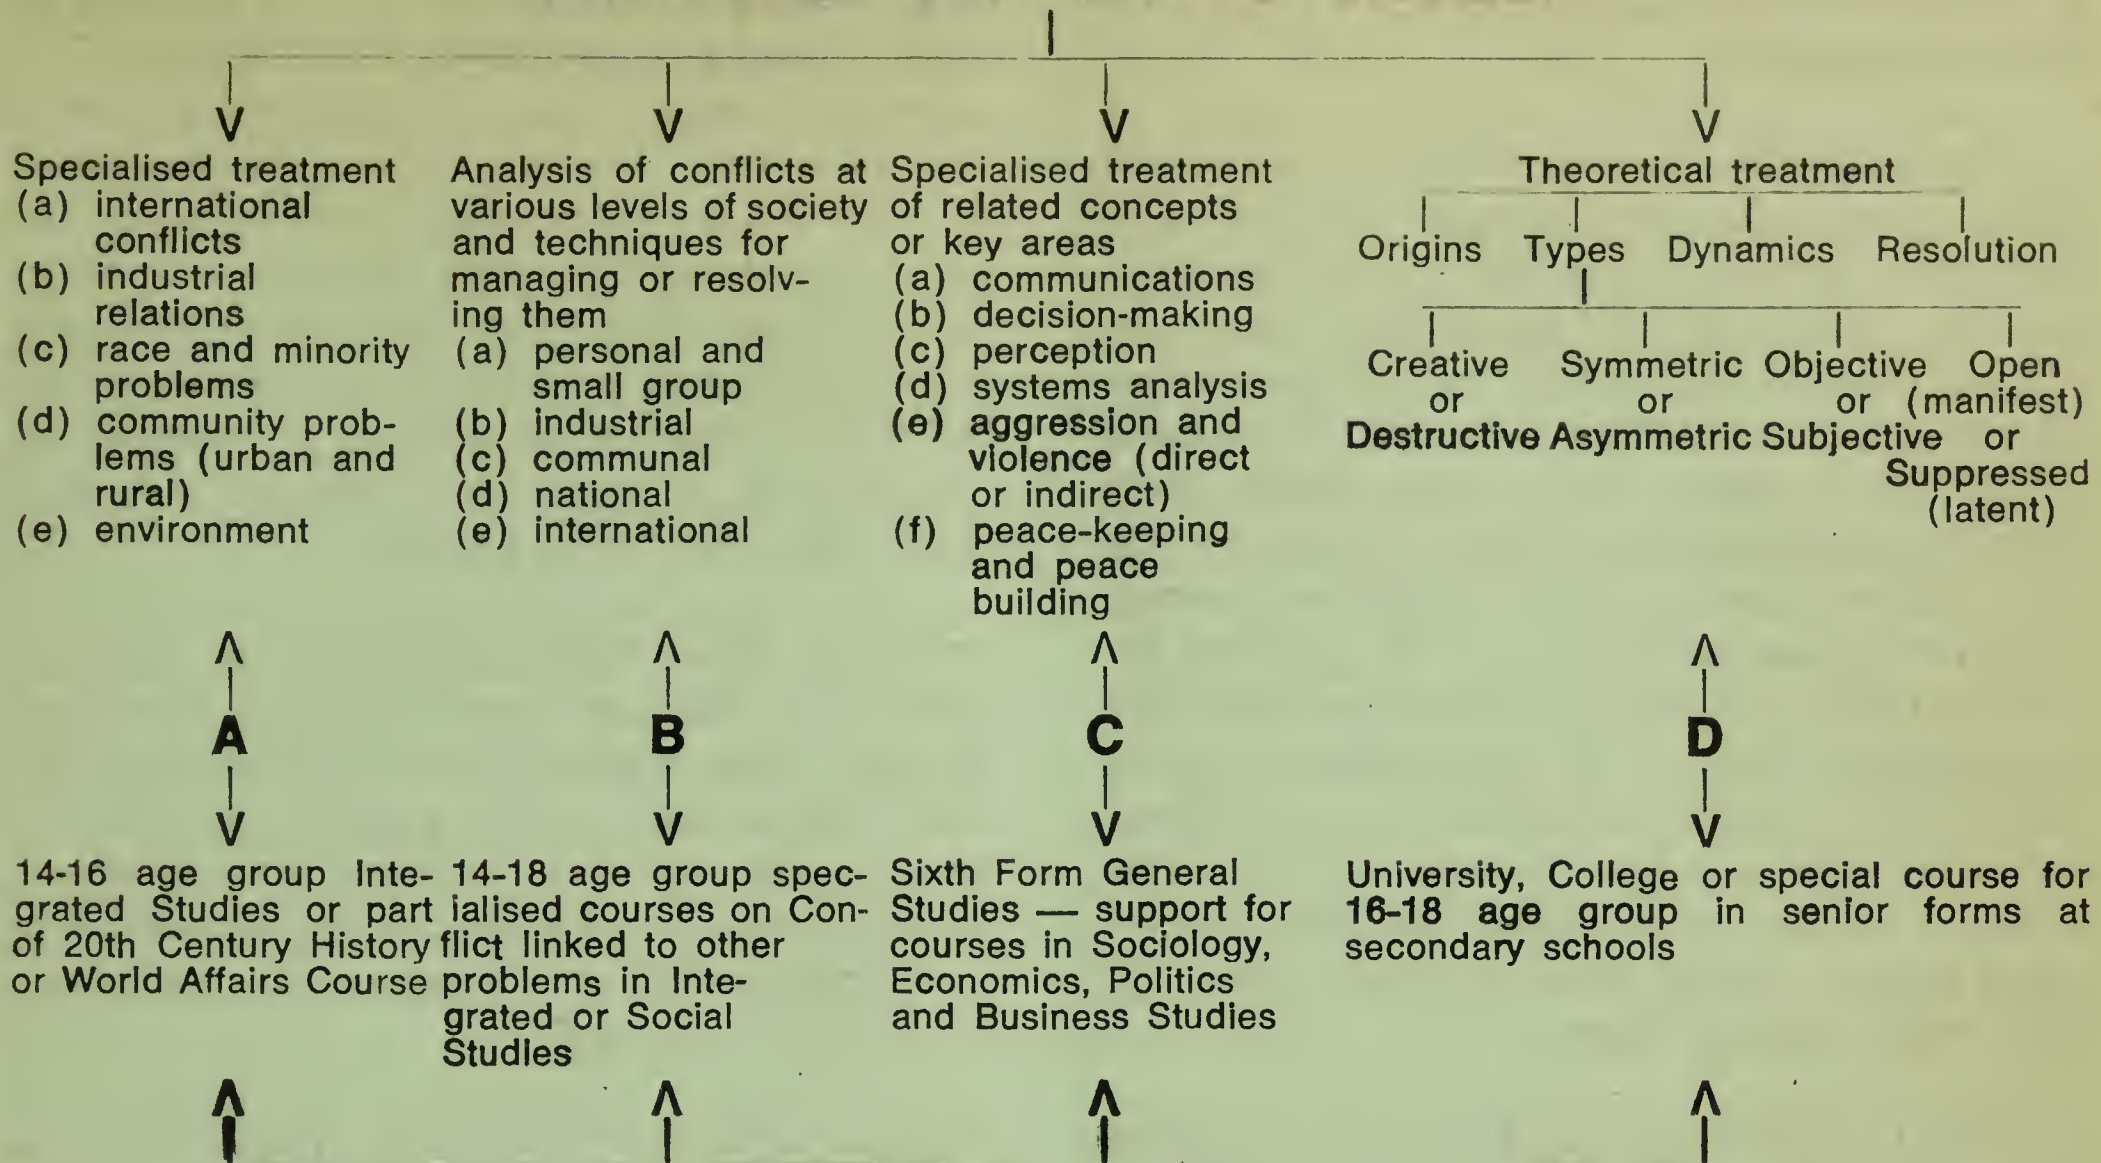 Specialised treatment
(a) international
conflicts
(b) industrial
relations
(c) race and minority
problems
(d) community prob-
lems (urban and
rural)
(e) environment
Analysis of conflicts at
various levels of society
and techniques for
managing or resolv-
ing them
(a) personal and
small group
(b) industrial
(c) communal
(d) national
(e) international
Specialised treatment
of related concepts
or key areas
(a) communications
(b) decision-making
(c) perception
(d) systems analysis
(e) aggression and
violence (direct
or indirect)
(f) peace-keeping
and peace
building
Theoretical treatment
Origins Types Dynamics Resolution
Creative
or
Destructive
Symmetric
or
Asymmetric
Objective
or
Subjective
Open
(manifest)
or
Suppressed
(latent)
A
B
C
D
14-16 age group Inte-
grated Studies or part
of 20th Century History
or World Affairs Course
14-18 age group spec-
ialised courses on Con-
flict linked to other
problems in Inte-
grated or Social
Studies
Sixth Form General
Studies — support for
courses in Sociology,
Economics, Politics
and Business Studies
University, College or special course for
16-18 age group in senior forms at
secondary schools